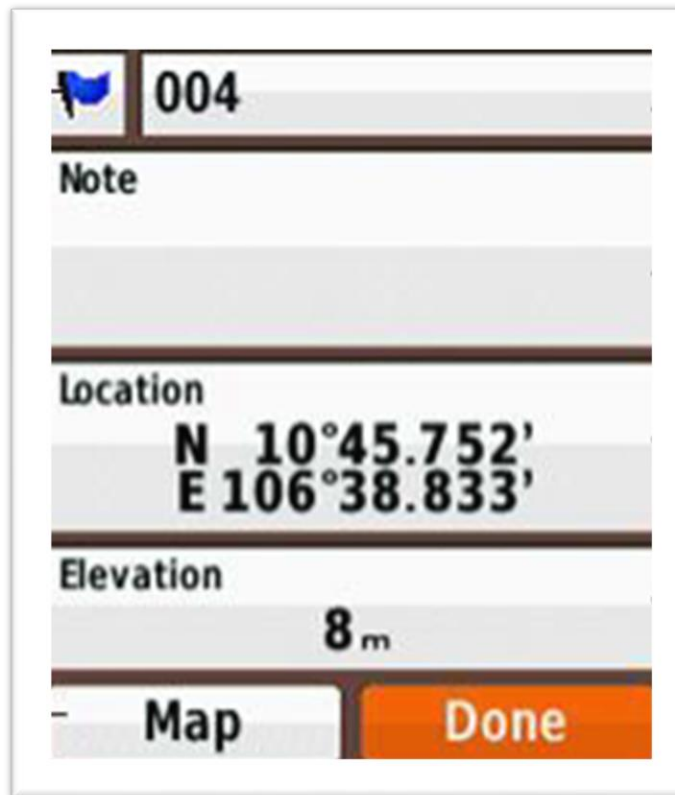 004
Note
Location
N 10°45.752'
E 106°38.833'
Elevation
8 m
Map
Done